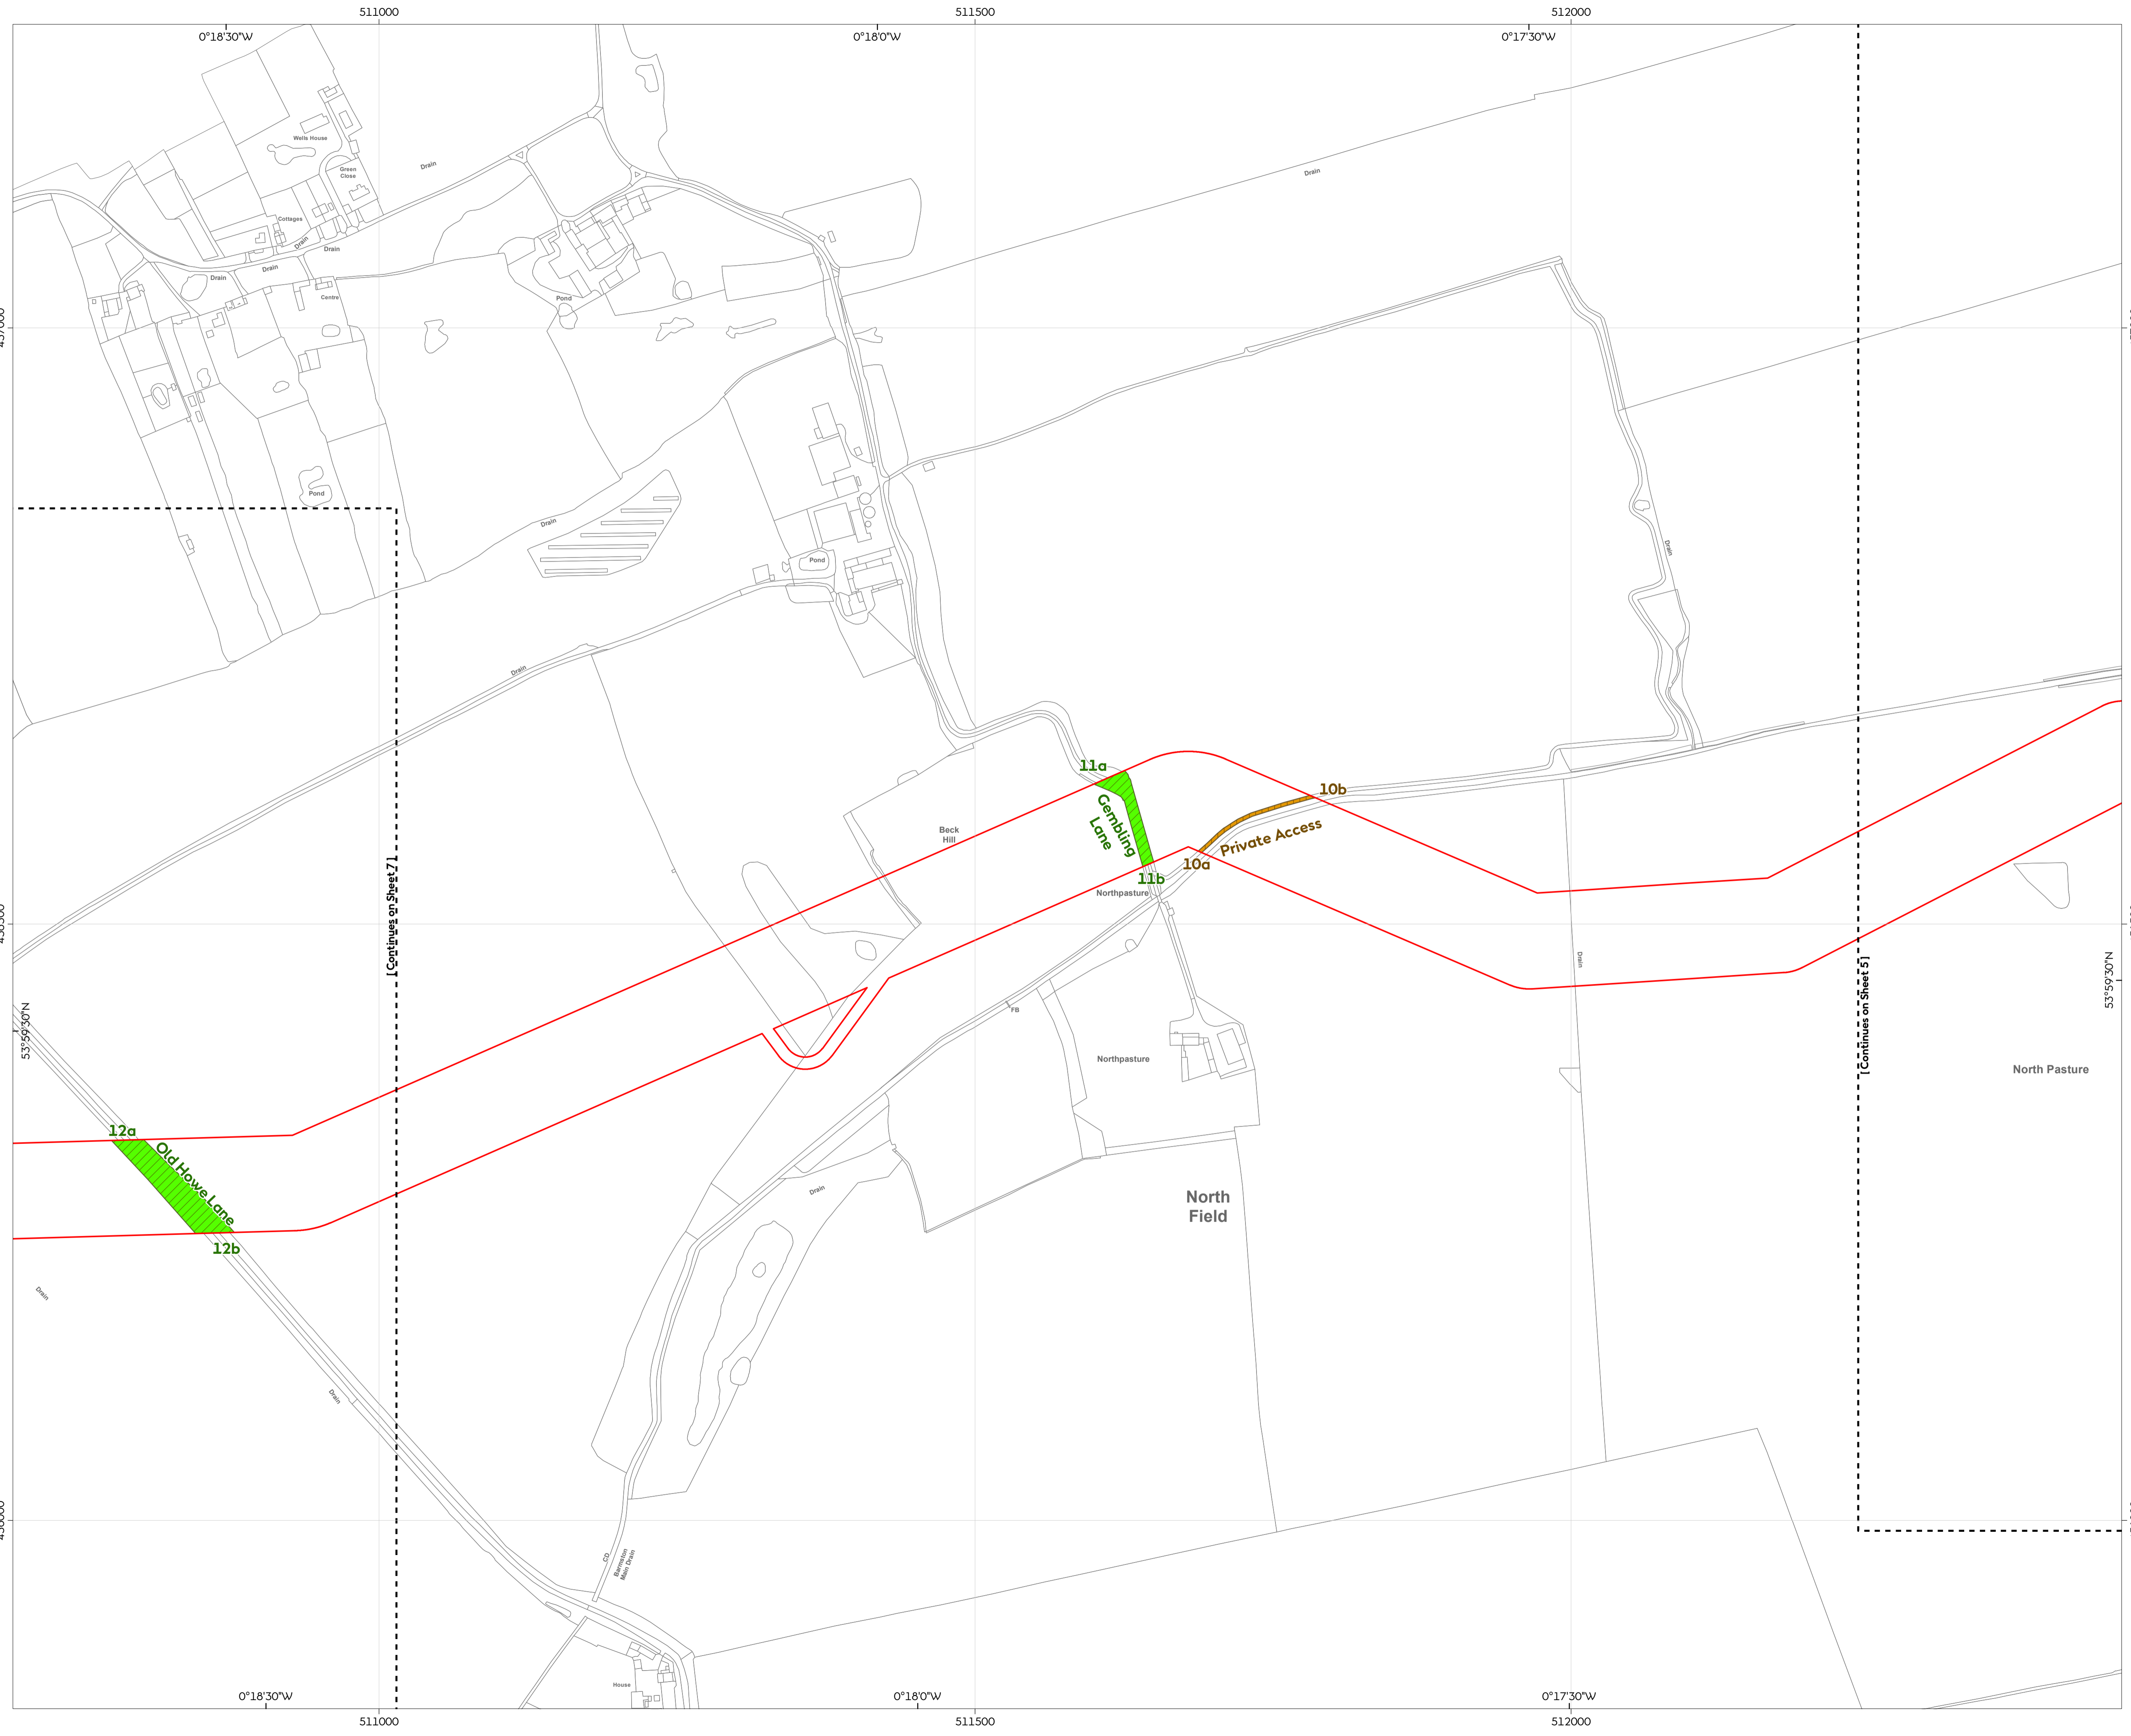 511000
511500
512000
0°18'30"W
0°18'0"W
0°17'30"W
Wells House
Green
Close
Drain
Drain
Cottages
Drain
Drain
Drain
Drain
Centre
Pond
Pond
Drain
Drain
Pond
Drain
11a
Gembling
Lane
11b
10b
Private Access
10a
Beck
Hill
Northpasture
[Continues on Sheet 7]
[Continues on Sheet 5]
Drain
53°59'30"N
53°59'30"N
FB
Northpasture
North Pasture
12a
Old Howe Lane
12b
Drain
North
Field
Drain
Drain
CD
Barmston
Main Drain
House
0°18'30"W
0°18'0"W
0°17'30"W
511000
511500
512000